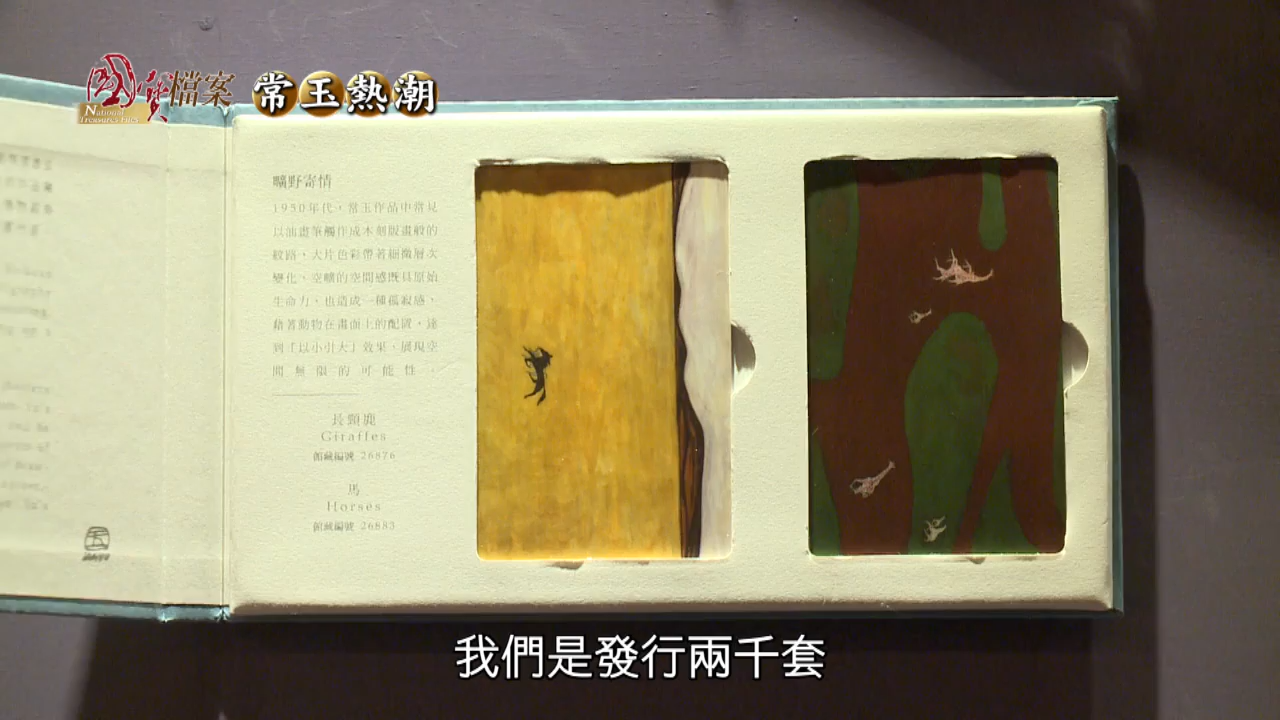 國寶檔案
National
Treasures Files
常玉熱潮
曠野寄情
1950年代，常玉作品中常見
以油畫筆觸作成木刻版畫般的
紋路，大片色彩帶著細微層次
變化，空曠的空間感既具原始
生命力，也造成一種孤寂感，
藉著動物在畫面上的配置，達
到「以小引大」效果，展現空
間無限的可能性。
長頸鹿
Giraffes
館藏編號 26876
馬
Horses
館藏編號 26883
我們是發行兩千套